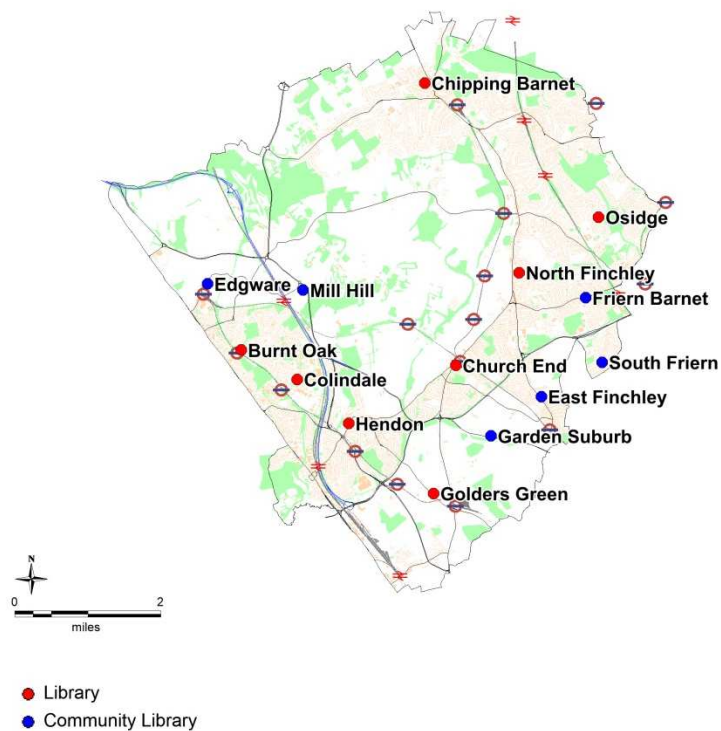 Chipping Barnet
Osidge
North Finchley
Edgware
Mill Hill
Friern Barnet
Burnt Oak
Church End
South Friern
Colindale
East Finchley
Hendon
Garden Suburb
Golders Green
N
0 2
miles
Library
Community Library